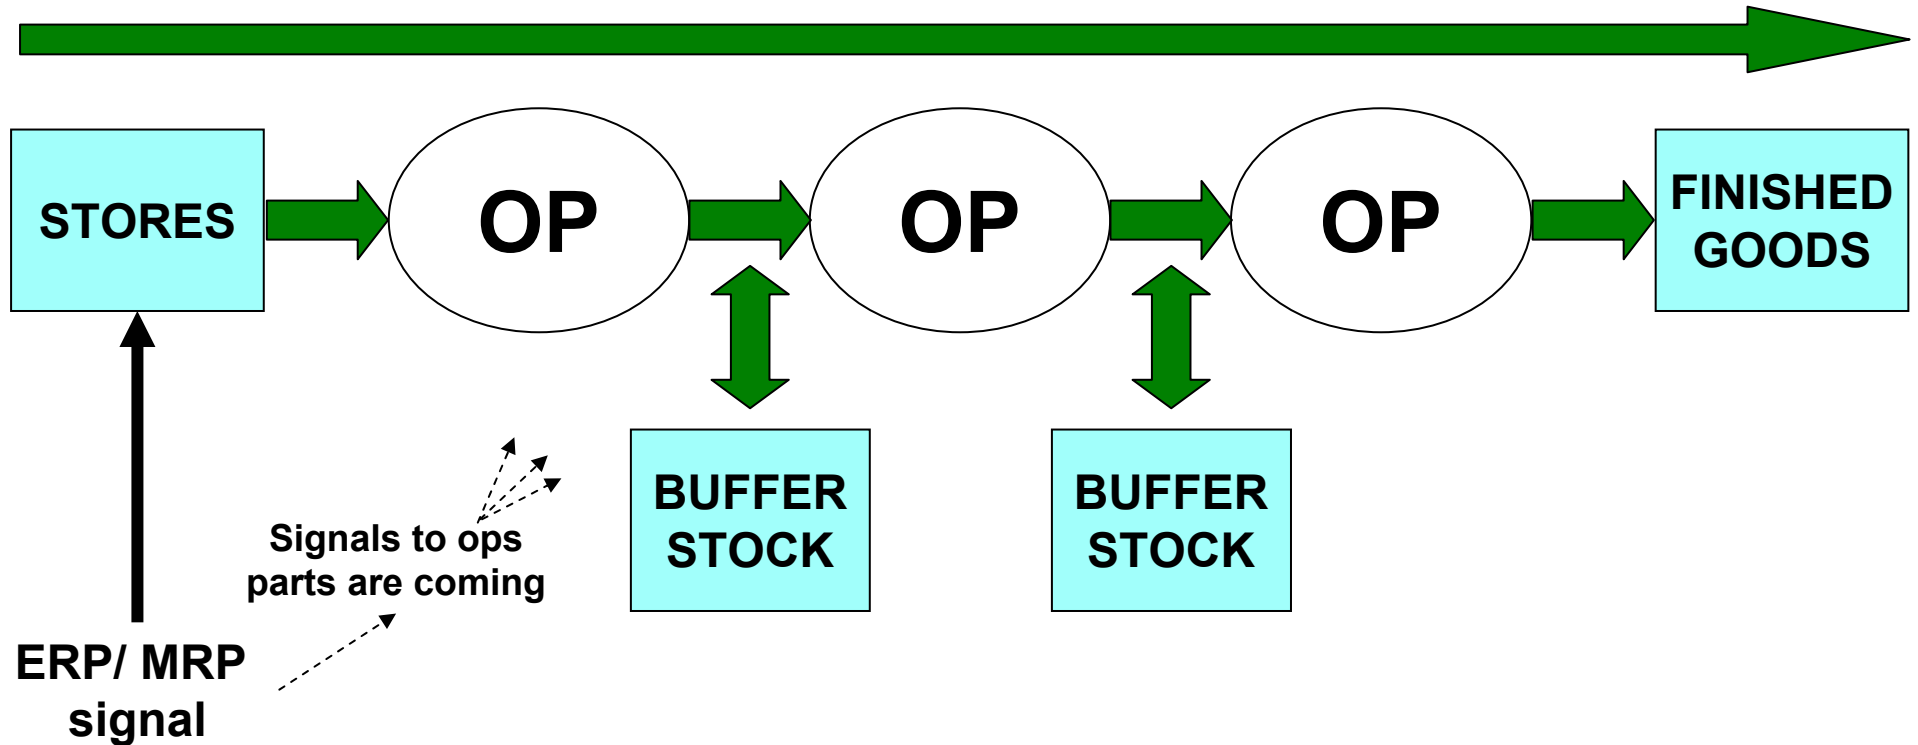 STORES
OP
OP
OP
FINISHED
GOODS
BUFFER
STOCK
BUFFER
STOCK
Signals to ops
parts are coming
ERP/ MRP
signal